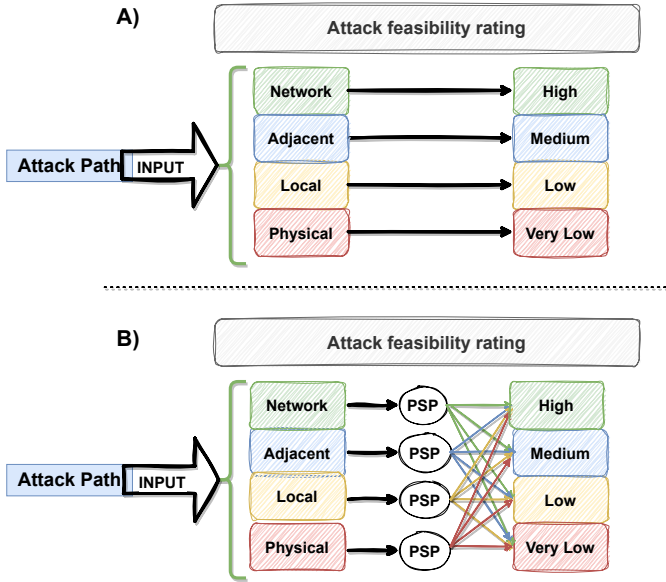 A)
Attack feasibility rating
Network
High
Adjacent
Medium
Attack Path
INPUT
Local
Low
Physical
Very Low
B)
Attack feasibility rating
Network
PSP
High
Adjacent
PSP
Medium
Attack Path
INPUT
Local
PSP
Low
Physical
PSP
Very Low